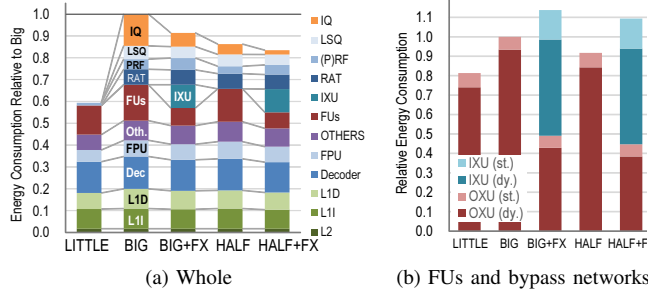 Energy Consumption Relative to Big
1.0
0.9
0.8
0.7
0.6
0.5
0.4
0.3
0.2
0.1
0.0
IQ
LSQ
PRF
RAT
FUs
Oth.
FPU
Dec
L1D
L1I
IXU
LITTLE BIG BIG+FX HALF HALF+FX
IQ
LSQ
(P)RF
RAT
IXU
FUs
OTHERS
FPU
Decoder
L1D
L1I
L2
(a) Whole
Relative Energy Consumption
1.1
1.0
0.9
0.8
0.7
0.6
0.5
0.4
0.3
0.2
0.1
0.0
IXU (st.)
IXU (dy.)
OXU (st.)
OXU (dy.)
LITTLE BIG BIG+FX HALF HALF+F
(b) FUs and bypass networks